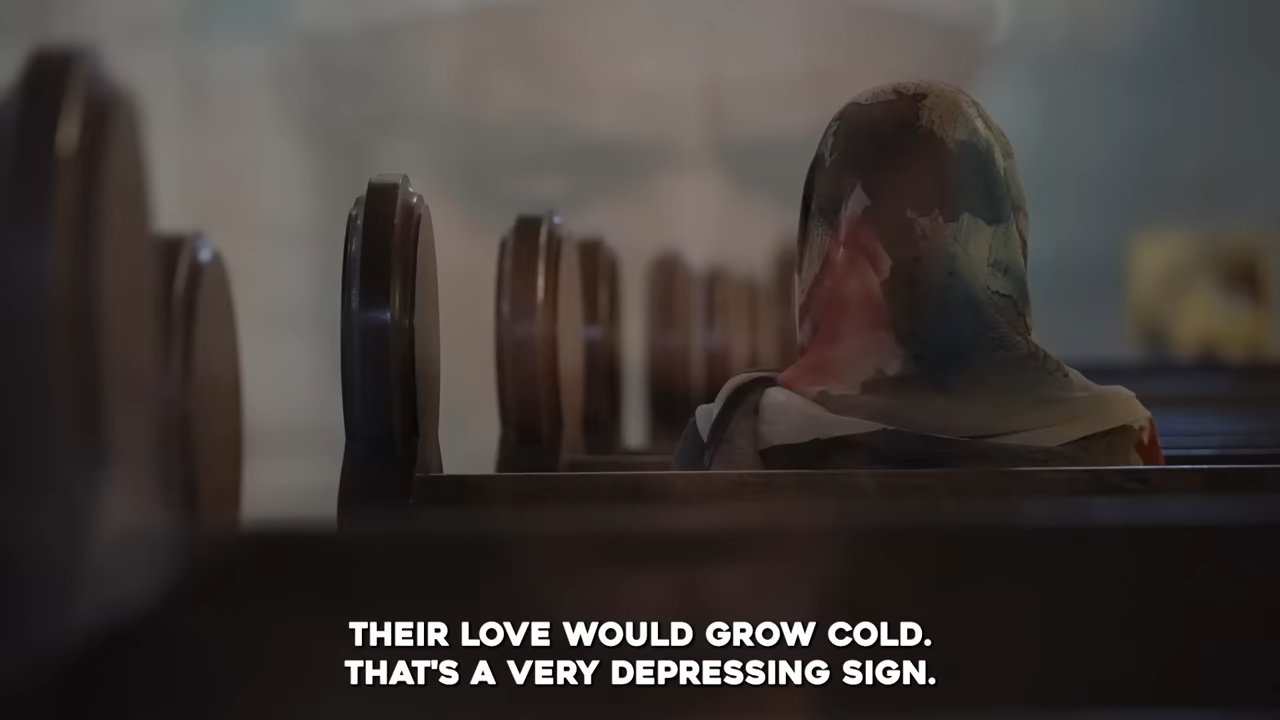 THEIR LOVE WOULD GROW COLD.
THAT'S A VERY DEPRESSING SIGN.